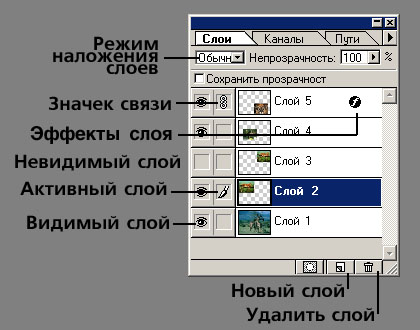 Слои Каналы Пути
Режим
наложения
слоев
Обычн Непрозрачность: 100 %
Сохранить прозрачност
Значек связи
Слой 5
Эффекты слоя
Слой 4
Невидимый слой
Слой 3
Активный слой
Слой 2
Видимый слой
Слой 1
Новый слой
Удалить слой